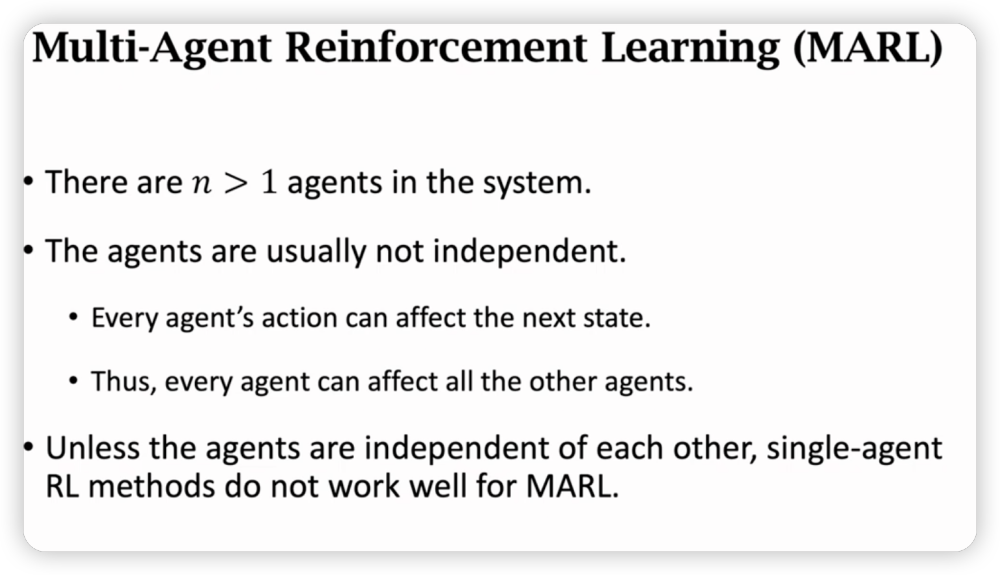 Multi-Agent Reinforcement Learning (MARL)
• There are n > 1 agents in the system.
• The agents are usually not independent.
• Every agent’s action can affect the next state.
• Thus, every agent can affect all the other agents.
• Unless the agents are independent of each other, single-agent
RL methods do not work well for MARL.